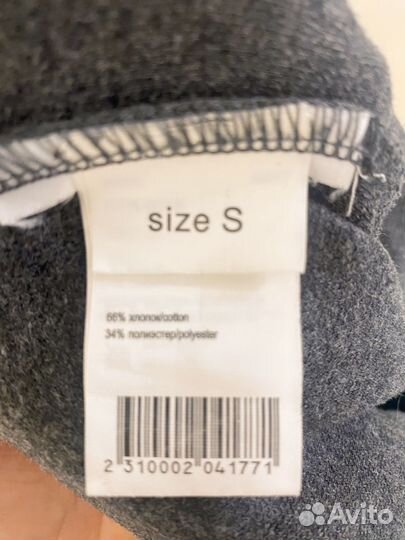 size S
66% хлопок/cotton
34% полиэстер/polyester
2 310002 041771
Avito